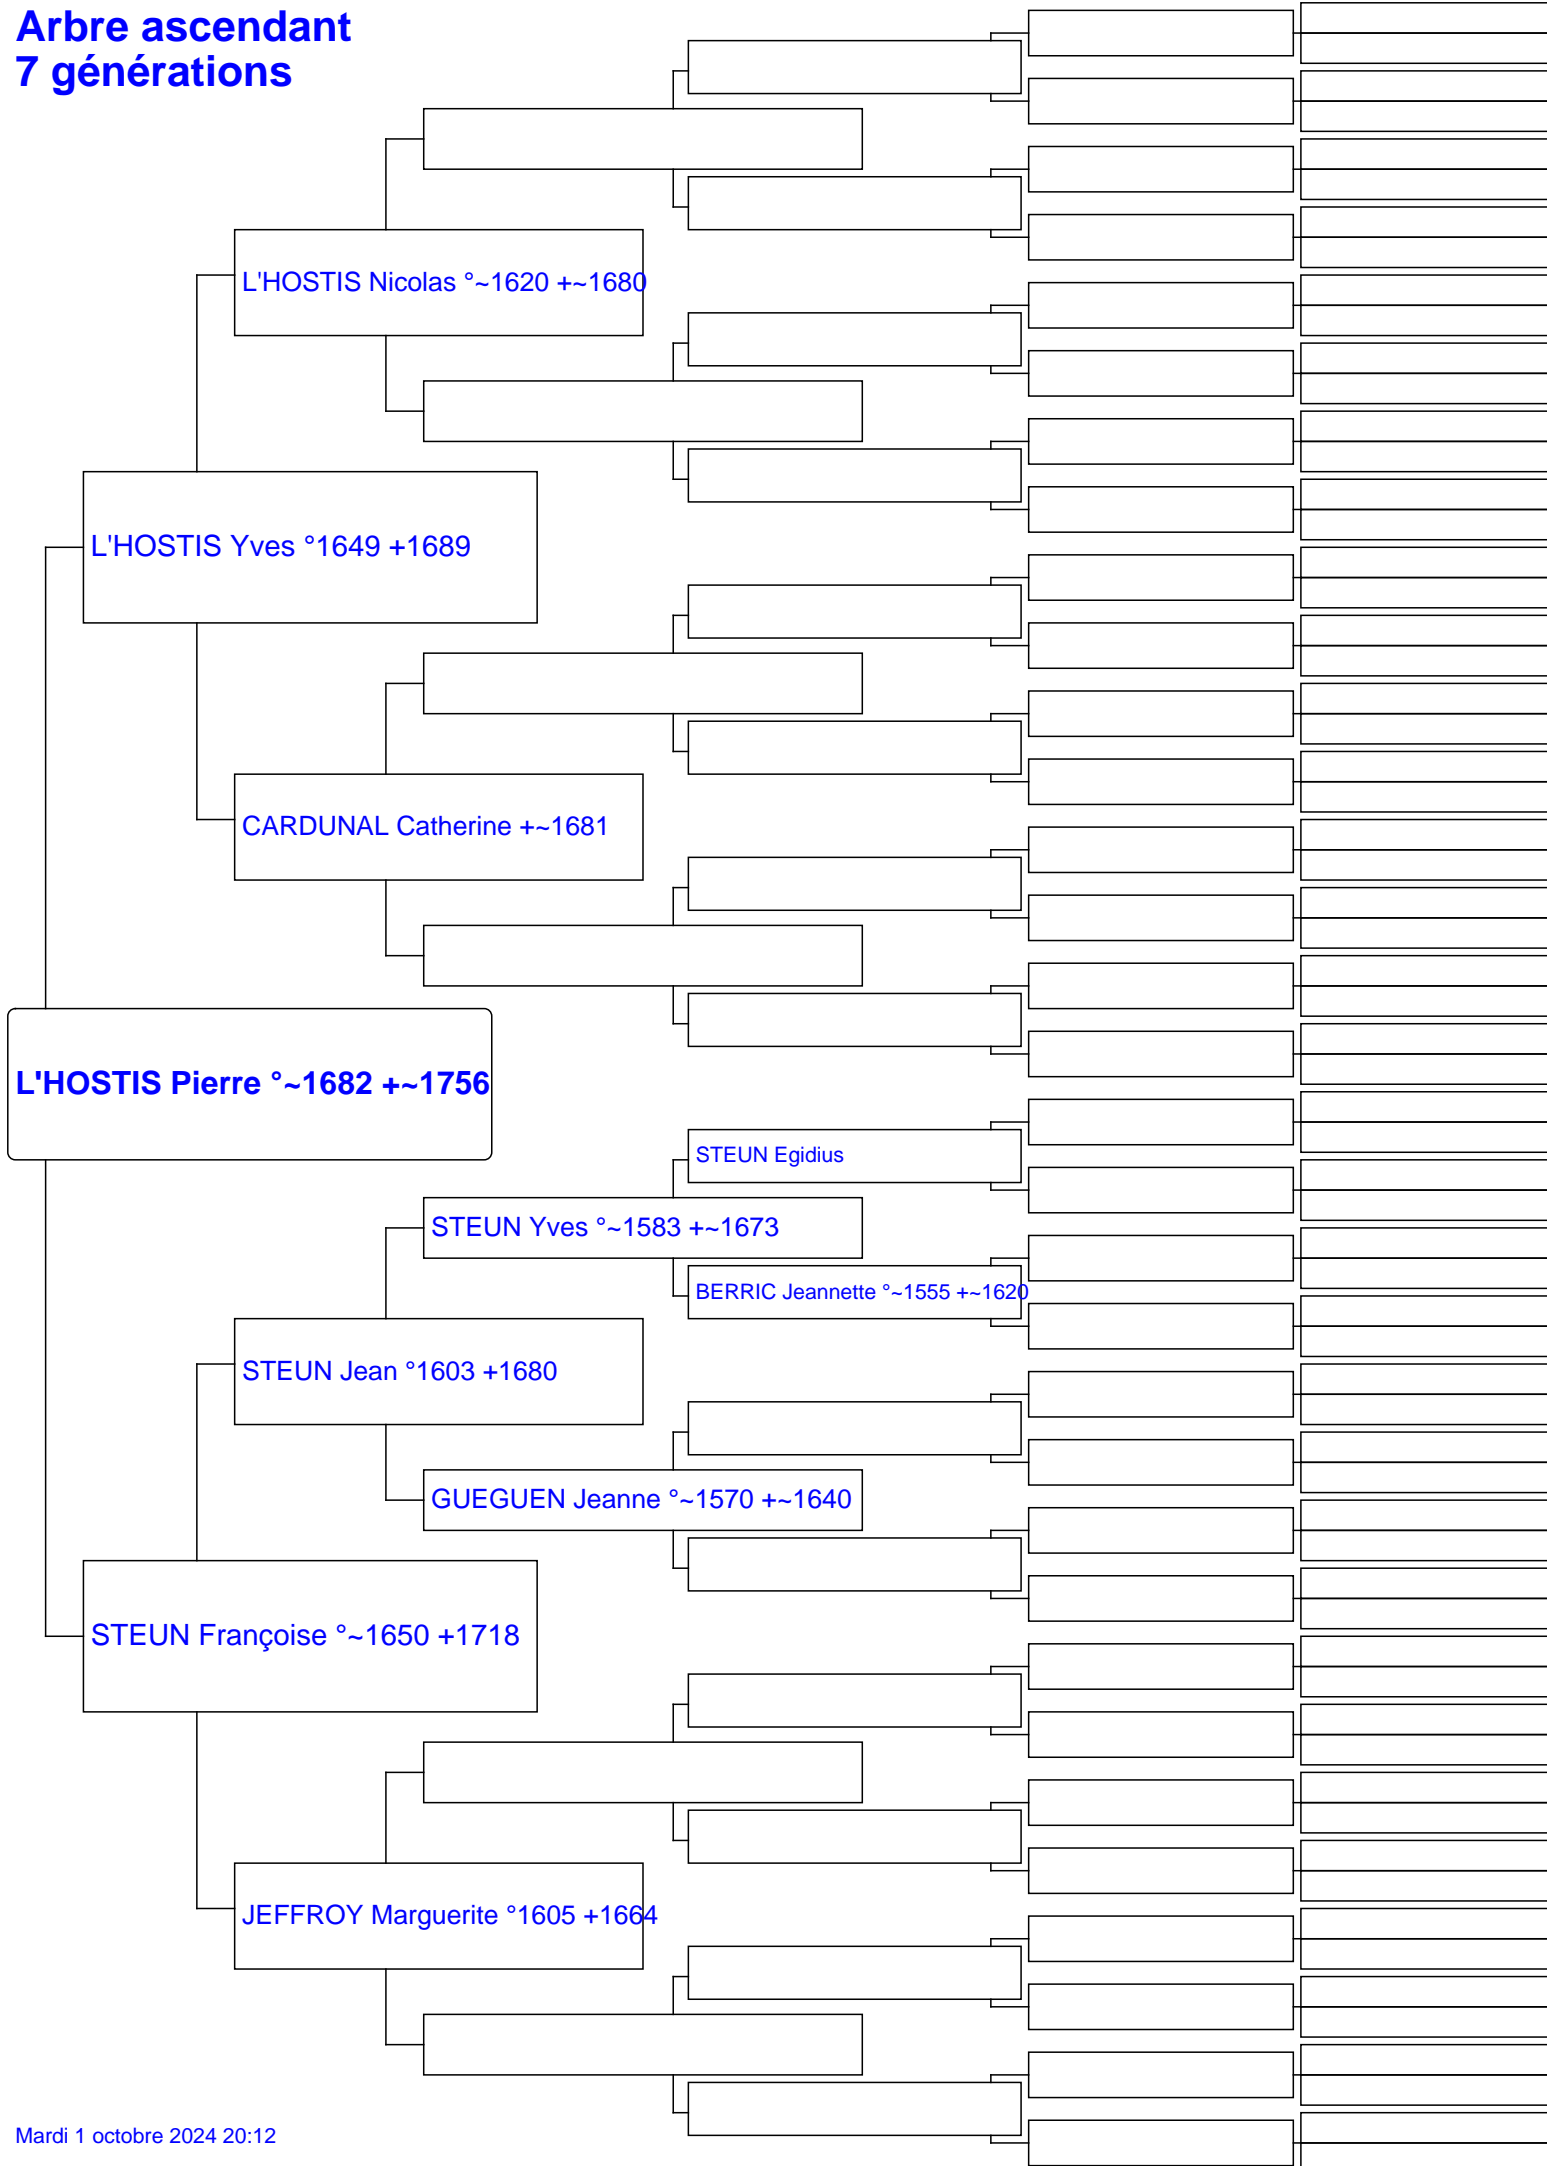 Arbre ascendant
7 générations
L'HOSTIS Nicolas °~1620 +~1680
L'HOSTIS Yves °1649 +1689
CARDUNAL Catherine +~1681
L'HOSTIS Pierre °~1682 +~1756
STEUN Egidius
STEUN Yves °~1583 +~1673
BERRIC Jeannette °~1555 +~1620
STEUN Jean °1603 +1680
GUEGUEN Jeanne °~1570 +~1640
STEUN Françoise °~1650 +1718
JEFFROY Marguerite °1605 +1664
Mardi 1 octobre 2024 20:12